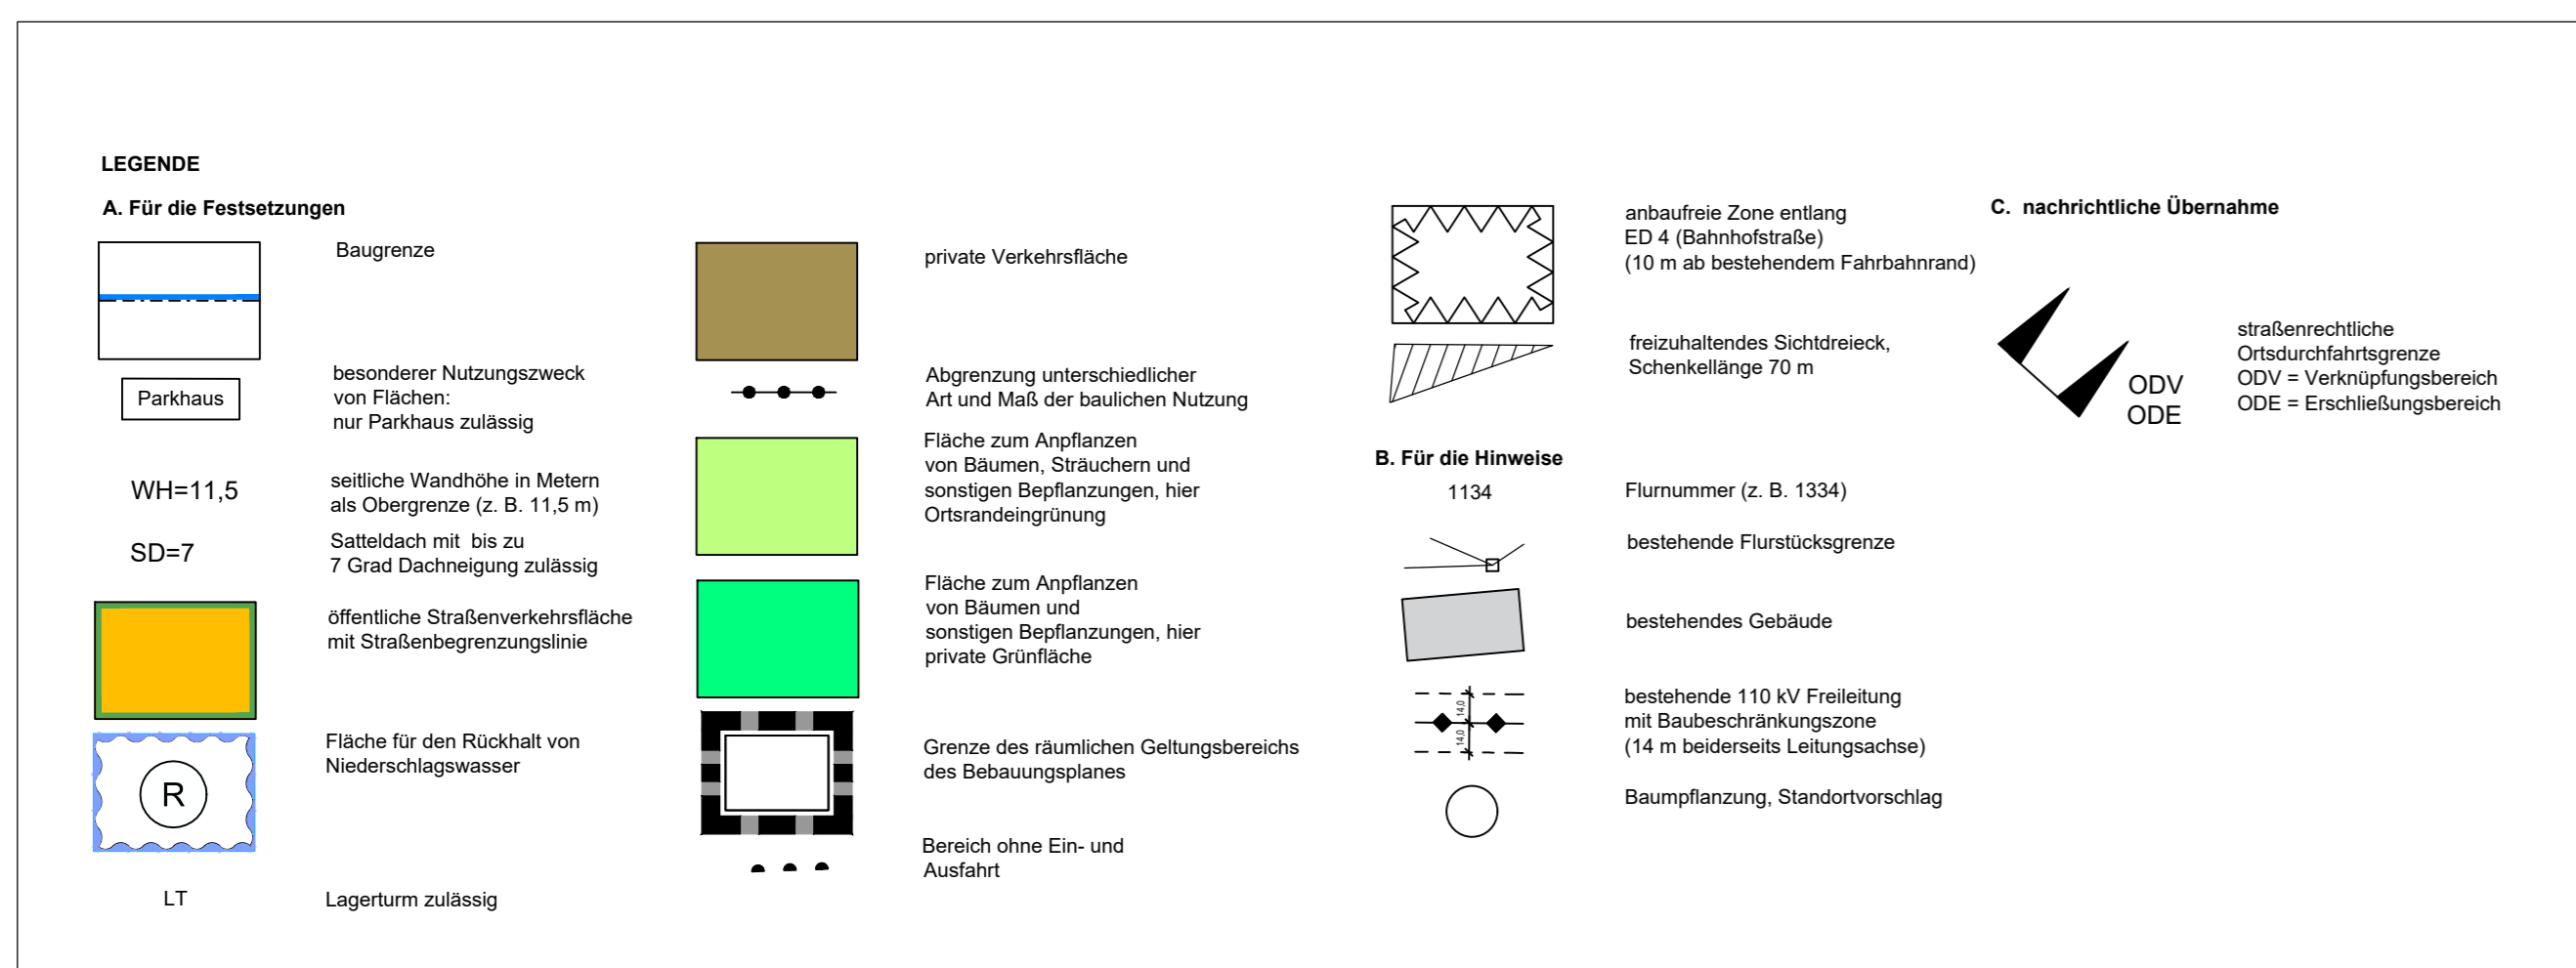 LEGENDE
A. Für die Festsetzungen
Baugrenze
Parkhaus
besonderer Nutzungszweck
von Flächen:
nur Parkhaus zulässig
WH=11,5
seitliche Wandhöhe in Metern
als Obergrenze (z. B. 11,5 m)
SD=7
Satteldach mit bis zu
7 Grad Dachneigung zulässig
öffentliche Straßenverkehrsfläche
mit Straßenbegrenzungslinie
R
Fläche für den Rückhalt von
Niederschlagswasser
LT
Lagerturm zulässig
private Verkehrsfläche
Abgrenzung unterschiedlicher
Art und Maß der baulichen Nutzung
Fläche zum Anpflanzen
von Bäumen, Sträuchern und
sonstigen Bepflanzungen, hier
Ortsrandeingrünung
Fläche zum Anpflanzen
von Bäumen und
sonstigen Bepflanzungen, hier
private Grünfläche
Grenze des räumlichen Geltungsbereichs
des Bebauungsplanes
Bereich ohne Ein- und
Ausfahrt
anbaufreie Zone entlang
ED 4 (Bahnhofstraße)
(10 m ab bestehendem Fahrbahnrand)
freizuhaltendes Sichtdreieck,
Schenkellänge 70 m
B. Für die Hinweise
1134
Flurnummer (z. B. 1334)
bestehende Flurstücksgrenze
bestehendes Gebäude
14,0
14,0
bestehende 110 kV Freileitung
mit Baubeschränkungszone
(14 m beiderseits Leitungsachse)
Baumpflanzung, Standortvorschlag
C. nachrichtliche Übernahme
ODV
ODE
straßenrechtliche
Ortsdurchfahrtsgrenze
ODV = Verknüpfungsbereich
ODE = Erschließungsbereich